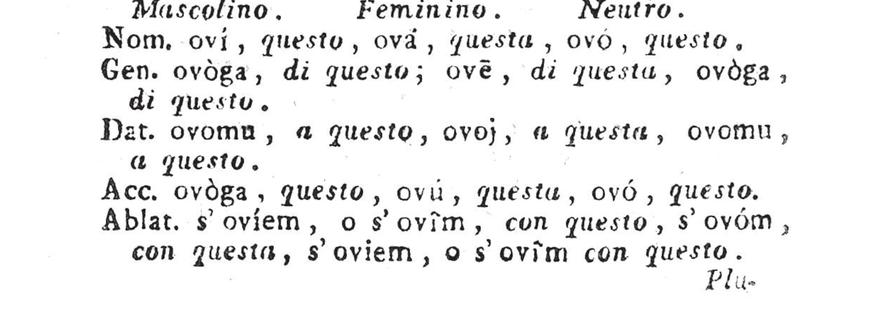 Mascolino. Feminino. Neutro.
Nom. oví, questo, ová, questa, ovó, questo.
Gen. ovòga, di questo; ovē, di questa, ovòga,
di questo.
Dat. ovomu, a questo, ovoj, a questa, ovomu,
a questo.
Acc. ovòga, questo, ovú, questa, ovó, questo.
Ablat. s' ovíem, o s' ovîm, con questo, s' ovóm,
con questa, s' oviem, o s' ovîm con questo.
Plu-